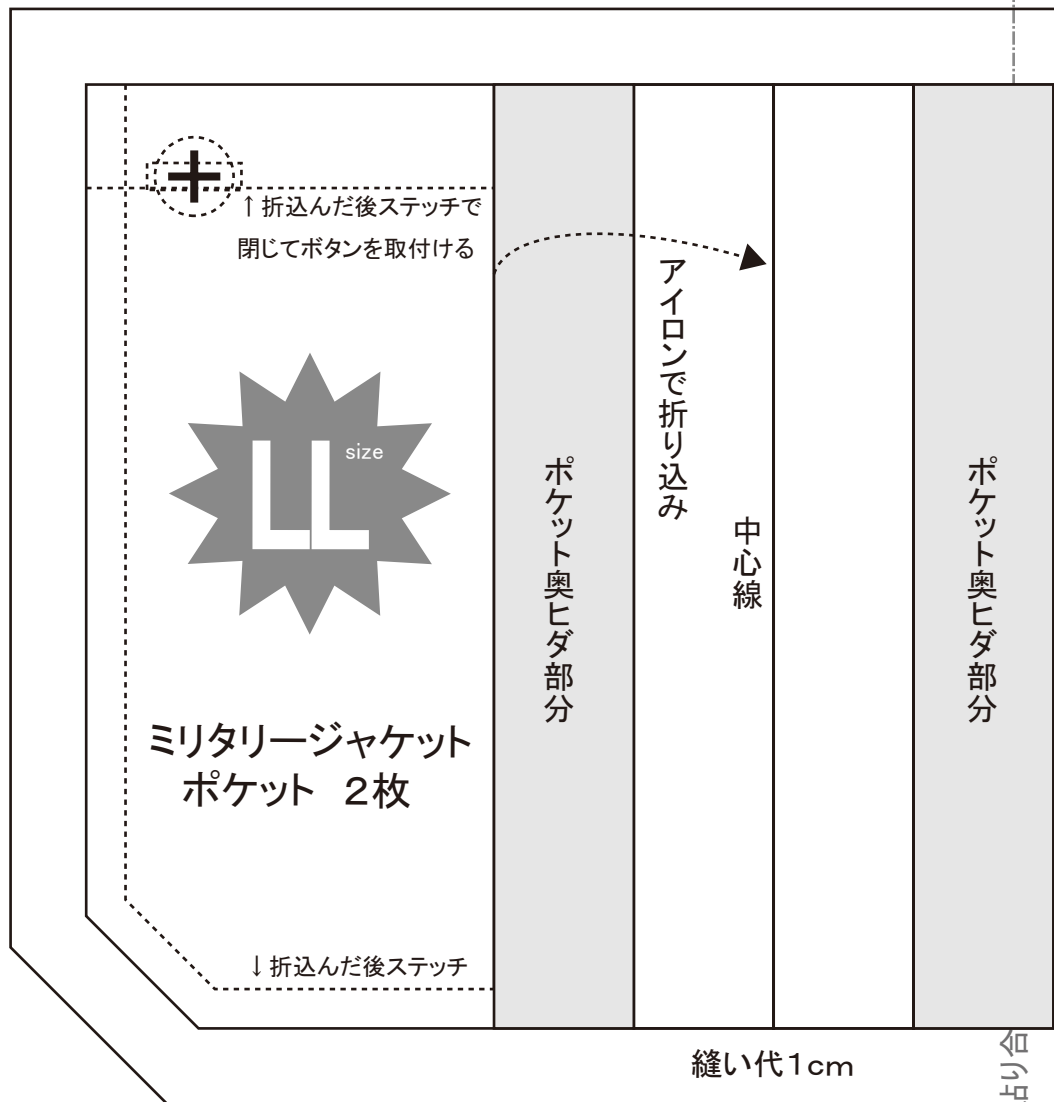 ↑折込んだ後ステッチで
閉じてボタンを取付ける
アイロンで折り込み
LL size
ポケット奥ヒダ部分
中心線
ポケット奥ヒダ部分
ミリタリージャケット
ポケット　２枚
↓折込んだ後ステッチ
縫い代1cm
貼り合